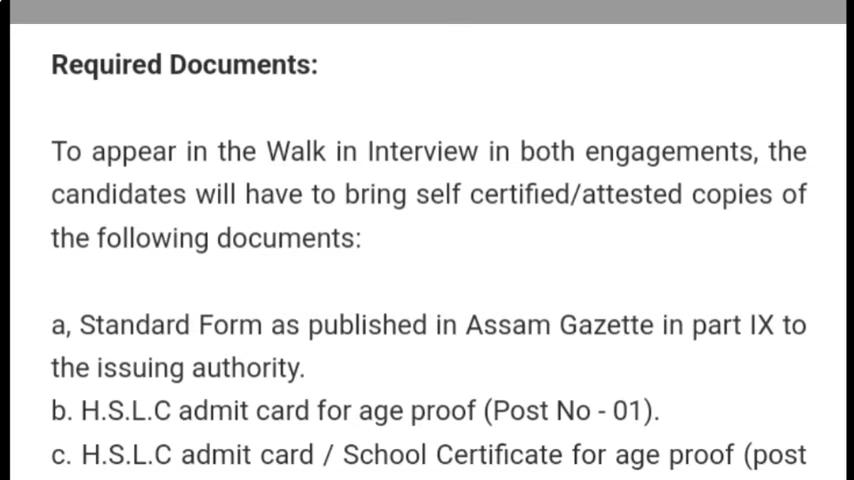 Required Documents:
To appear in the Walk in Interview in both engagements, the
candidates will have to bring self certified/attested copies of
the following documents:
a, Standard Form as published in Assam Gazette in part IX to
the issuing authority.
b. H.S.L.C admit card for age proof (Post No - 01).
c. H.S.L.C admit card / School Certificate for age proof (post